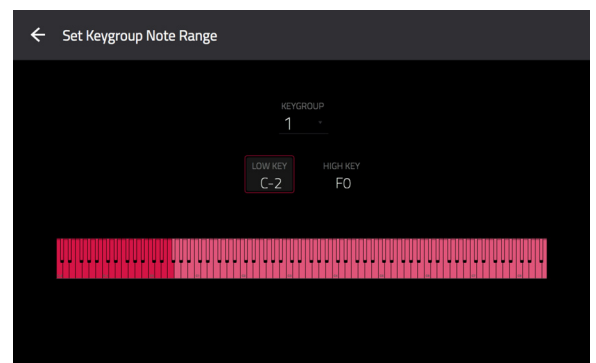 Set Keygroup Note Range
KEYGROUP
1
LOW KEY HIGH KEY
C-2 F0